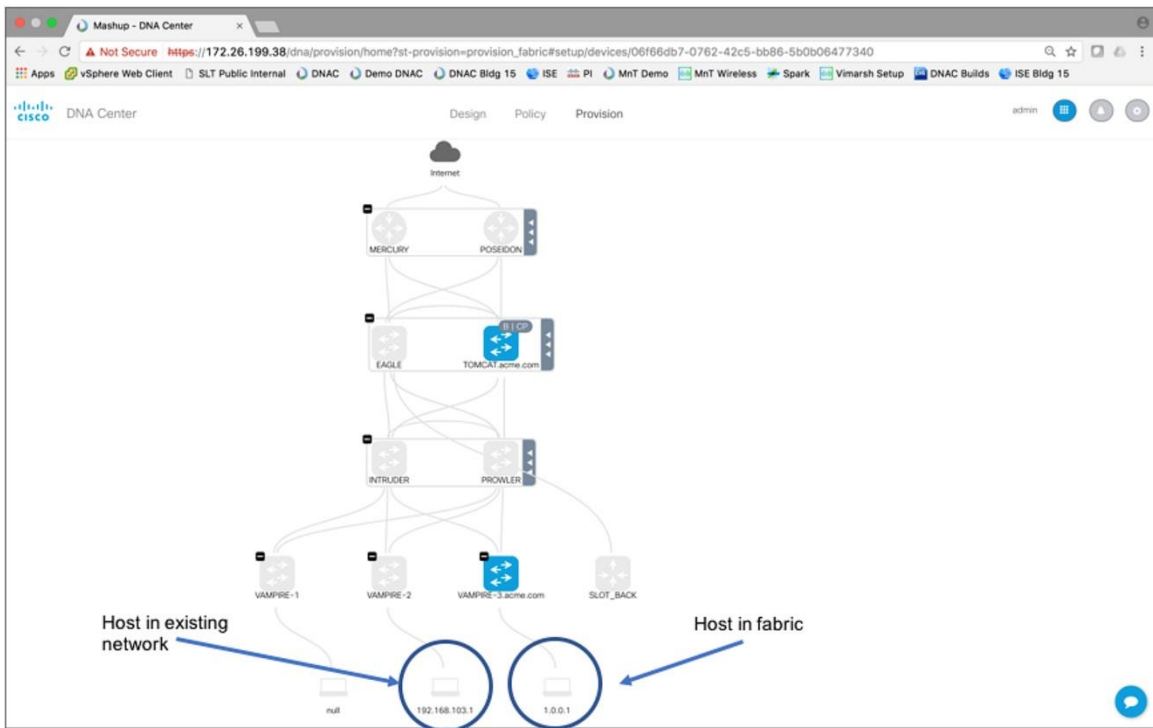 Mashup - DNA Center
Not Secure https://172.26.199.38/dna/provision/home?st-provision=provision_fabric#setup/devices/06f66db7-0762-42c5-bb86-5b0b06477340
Apps vSphere Web Client SLT Public Internal DNAC Demo DNAC DNAC Bldg 15 ISE PI MnT Demo MnT Wireless Spark Vimarsh Setup DNAC Builds ISE Bldg 15
CISCO DNA Center Design Policy Provision admin
Internet
MERCURY POSEIDON
B | CP
EAGLE TOMCAT.acme.com
INTRUDER PROWLER
VAMPIRE-1 VAMPIRE-2 VAMPIRE-3.acme.com SLOT_BACK
Host in existing
network
Host in fabric
null 192.168.103.1 1.0.0.1